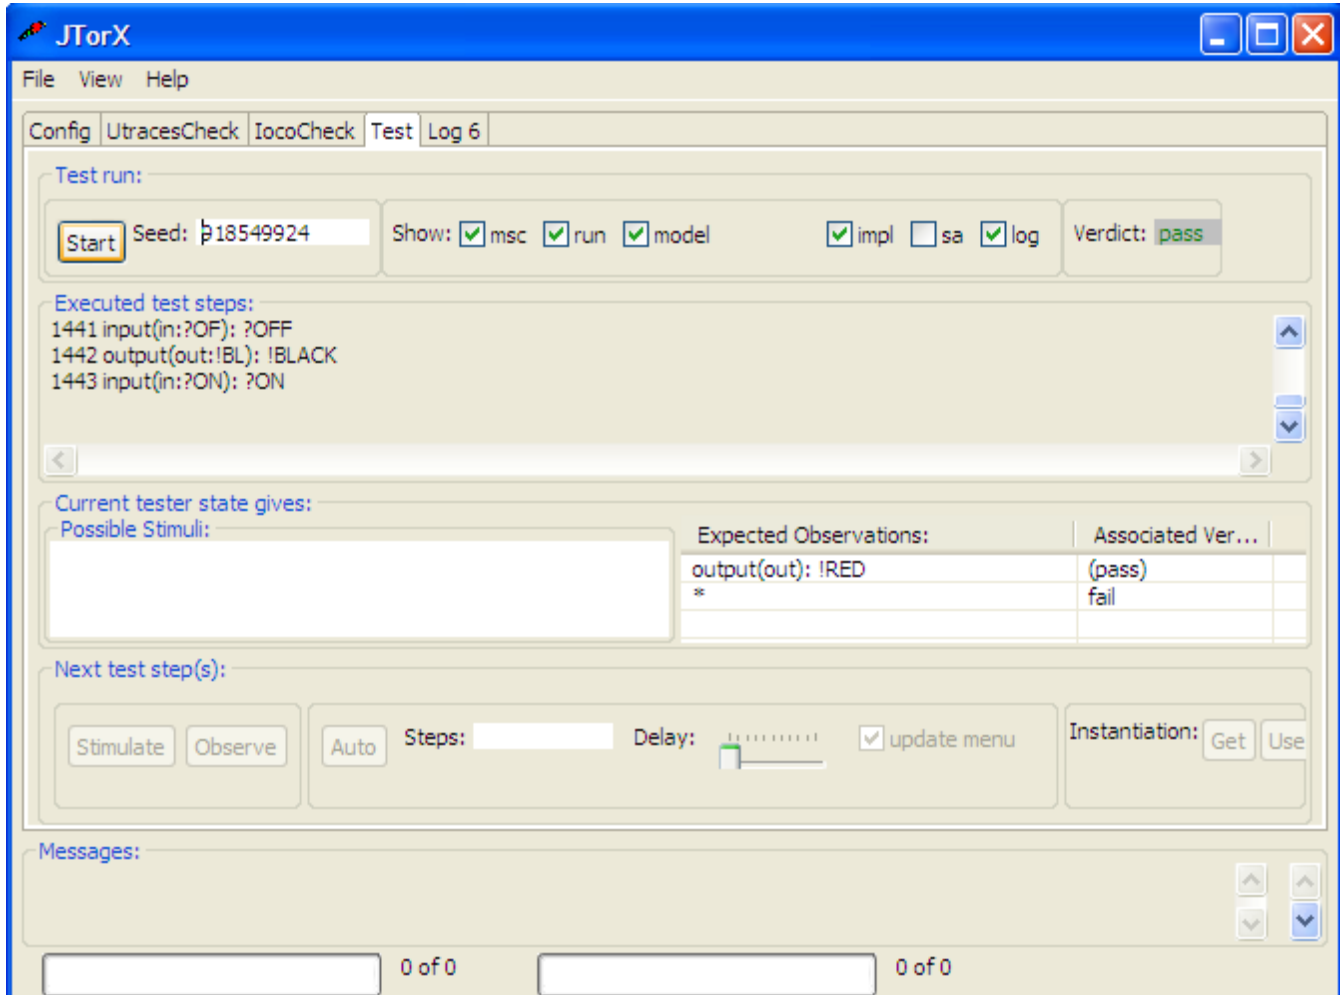 JTorX
File View Help
Config UtracesCheck IocoCheck Test Log 6
Test run:
Start Seed: 918549924 Show: msc run model impl sa log Verdict: pass
Executed test steps:
1441 input(in:?OF): ?OFF
1442 output(out:!BL): !BLACK
1443 input(in:?ON): ?ON
Current tester state gives:
Possible Stimuli:
Expected Observations: Associated Ver...
output(out): !RED (pass)
* fail
Next test step(s):
Stimulate Observe Auto Steps: Delay: update menu Instantiation: Get Use
Messages:
0 of 0 0 of 0